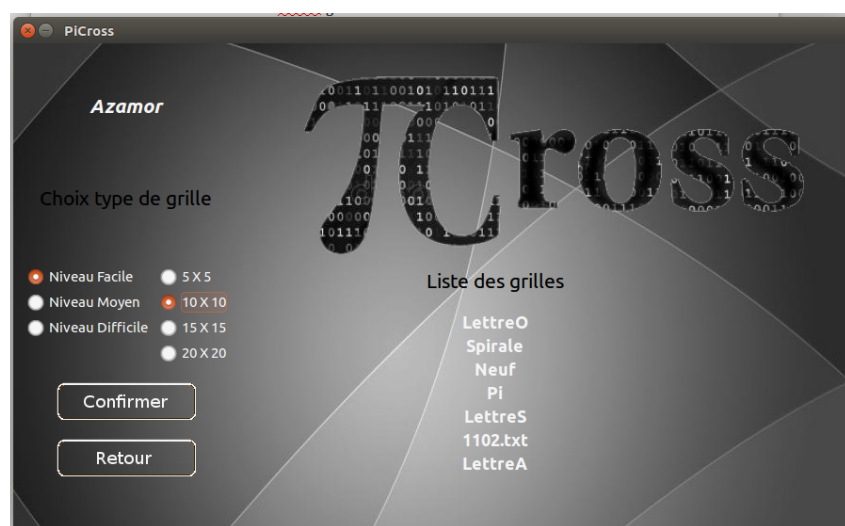 PiCross
Azamor
πCross
Choix type de grille
Niveau Facile
5 X 5
Niveau Moyen
10 X 10
Niveau Difficile
15 X 15
20 X 20
Confirmer
Retour
Liste des grilles
LettreO
Spirale
Neuf
Pi
LettreS
1102.txt
LettreA